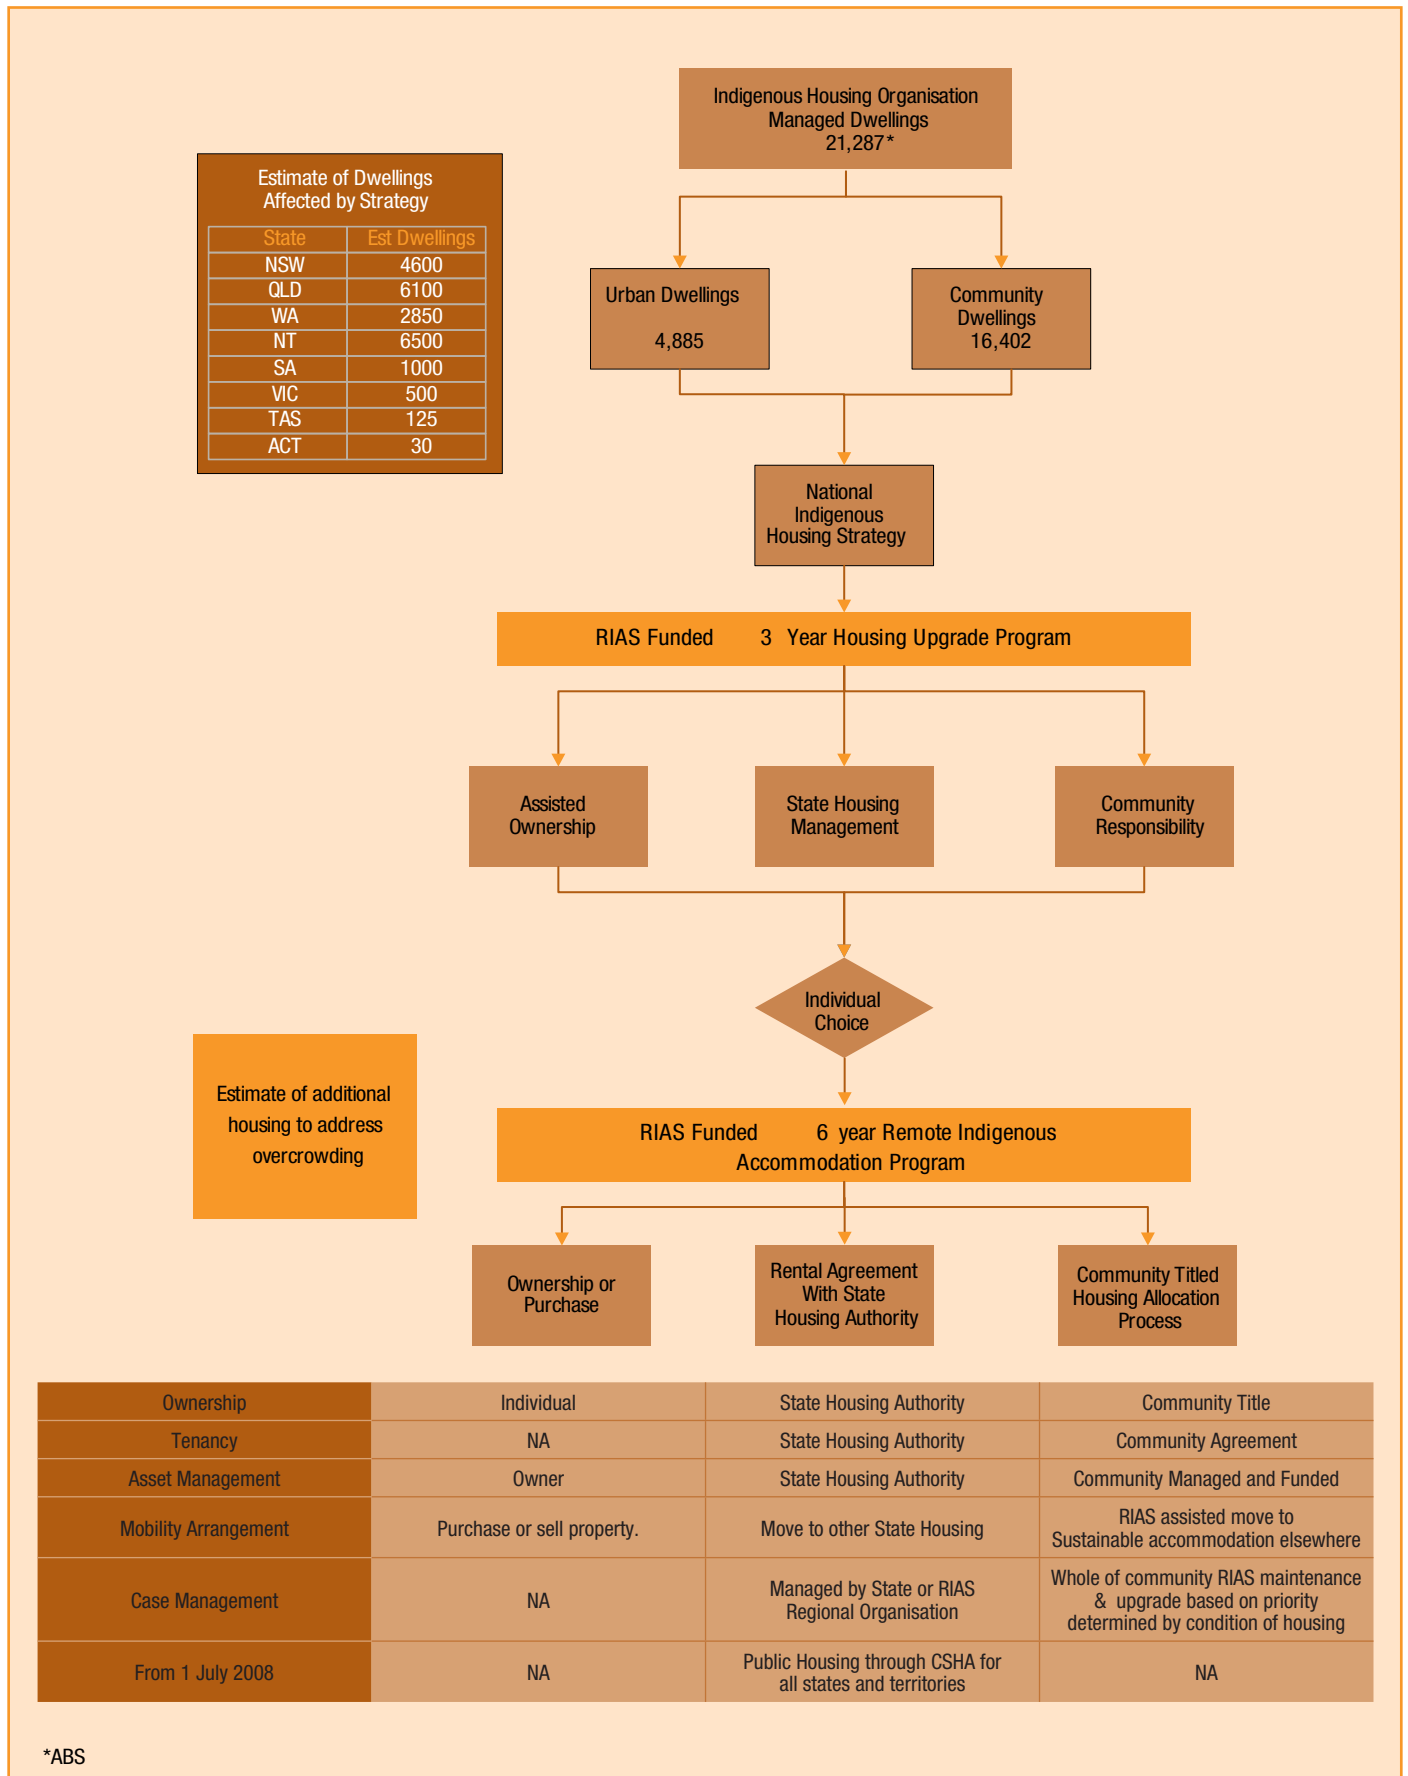 Indigenous Housing Organisation
Managed Dwellings
21,287*
Estimate of Dwellings
Affected by Strategy
State Est Dwellings
NSW 4600
QLD 6100
WA 2850
NT 6500
SA 1000
VIC 500
TAS 125
ACT 30
Urban Dwellings
4,885
Community
Dwellings
16,402
National
Indigenous
Housing Strategy
RIAS Funded 3 Year Housing Upgrade Program
Assisted
Ownership
State Housing
Management
Community
Responsibility
Individual
Choice
Estimate of additional
housing to address
overcrowding
RIAS Funded 6 year Remote Indigenous
Accommodation Program
Ownership or
Purchase
Rental Agreement
With State
Housing Authority
Community Titled
Housing Allocation
Process
Ownership Individual State Housing Authority Community Title
Tenancy NA State Housing Authority Community Agreement
Asset Management Owner State Housing Authority Community Managed and Funded
Mobility Arrangement Purchase or sell property. Move to other State Housing
RIAS assisted move to
Sustainable accommodation elsewhere
Case Management NA
Managed by State or RIAS
Regional Organisation
Whole of community RIAS maintenance
& upgrade based on priority
determined by condition of housing
From 1 July 2008 NA
Public Housing through CSHA for
all states and territories
NA
*ABS